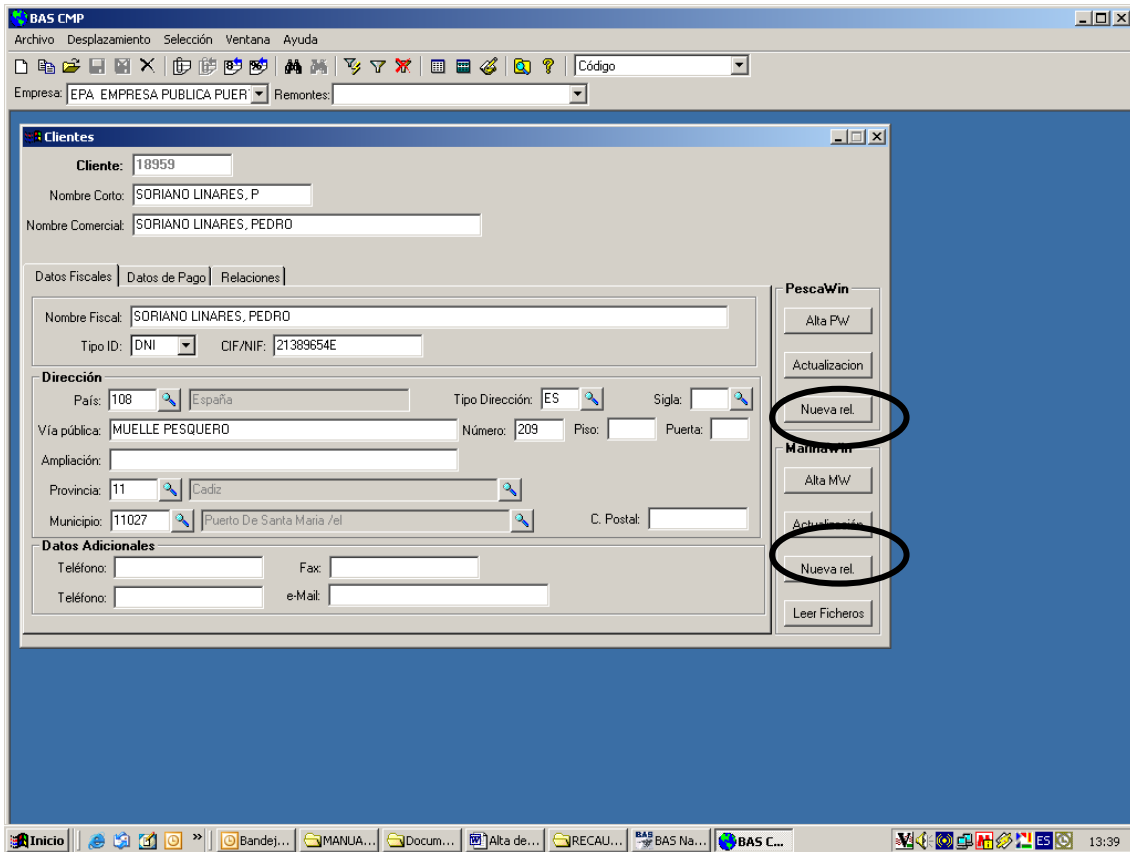 BAS CMP
Archivo Desplazamiento Selección Ventana Ayuda
Código
Empresa: EPA EMPRESA PUBLICA PUER Remontes:
Clientes
Cliente: 18959
Nombre Corto: SORIANO LINARES, P
Nombre Comercial: SORIANO LINARES, PEDRO
Datos Fiscales Datos de Pago Relaciones
Nombre Fiscal: SORIANO LINARES, PEDRO
Tipo ID: DNI CIF/NIF: 21389654E
Dirección
País: 108 España Tipo Dirección: ES Sigla:
Vía pública: MUELLE PESQUERO Número: 209 Piso: Puerta:
Ampliación:
Provincia: 11 Cadiz
Municipio: 11027 Puerto De Santa Maria /el C. Postal:
Datos Adicionales
Teléfono: Fax:
Teléfono: e-Mail:
PescaWin
Alta PW
Actualizacion
Nueva rel.
MarinaWin
Alta MW
Actualización
Nueva rel.
Leer Ficheros
Inicio Bandej... MANUA... Docum... Alta de... RECAU... BAS Na... BAS C... ES 13:39